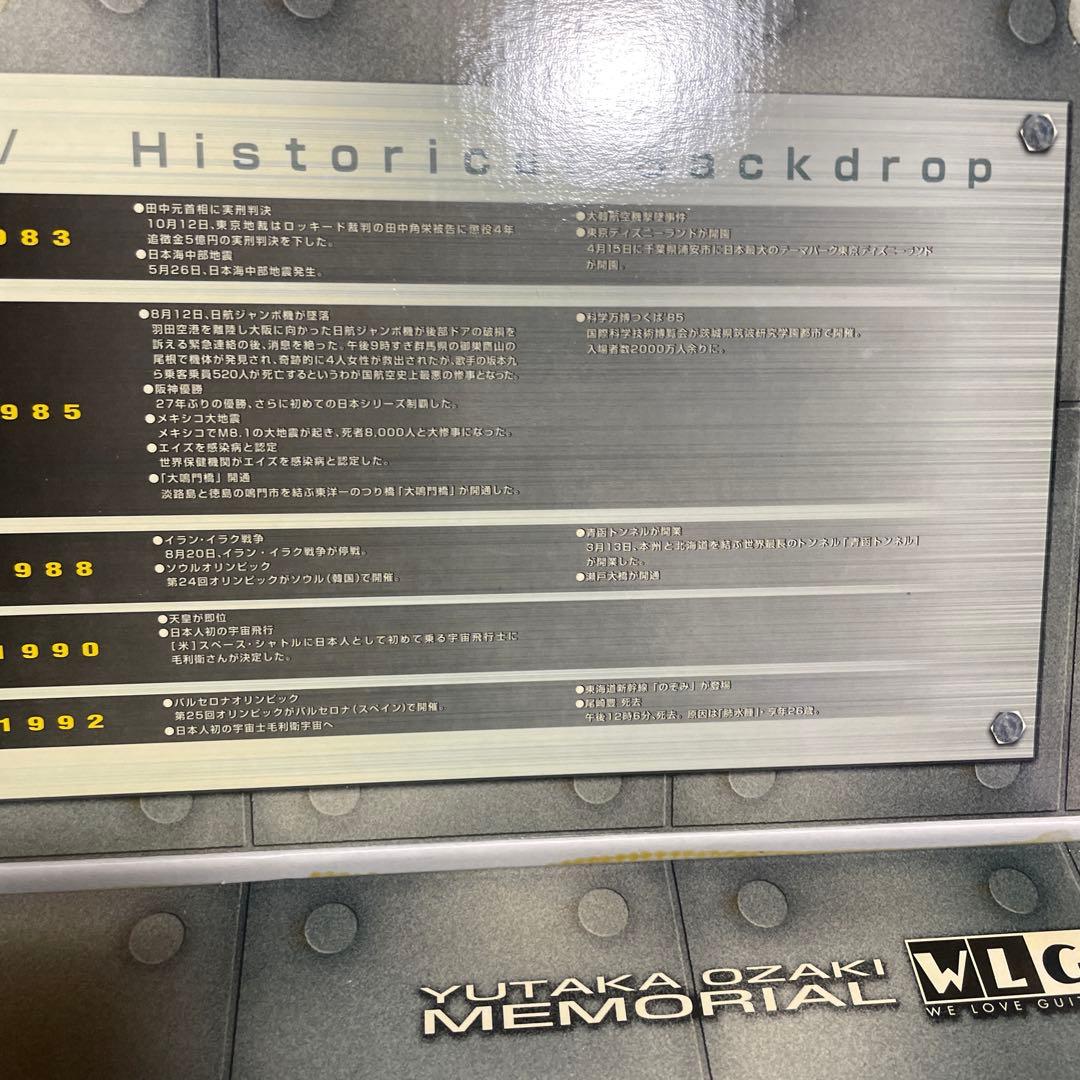 / Historical Backdrop
983
●田中元首相に実刑判決
10月12日、東京地裁はロッキード裁判の田中角栄被告に懲役4年
追徴金5億円の実刑判決を下した。
●日本海中部地震
5月26日、日本海中部地震発生。
●大韓航空機撃墜事件
●東京ディズニーランドが開園
4月15日に千葉県浦安市に日本最大のテーマパーク東京ディズニーランド
が開園。
985
●8月12日、日航ジャンボ機が墜落
羽田空港を離陸し大阪に向かった日航ジャンボ機が後部ドアの破損を
訴える緊急連絡の後、消息を絶った。午後9時すぎ群馬県の御巣鷹山の
尾根で機体が発見され、奇跡的に4人女性が救出されたが、歌手の坂本九
ら乗客乗員520人が死亡するというわが国航空史上最悪の惨事となった。
●阪神優勝
27年ぶりの優勝、さらに初めての日本シリーズ制覇した。
●メキシコ大地震
メキシコでM8.1の大地震が起き、死者8,000人と大惨事になった。
●エイズを感染病と認定
世界保健機関がエイズを感染病と認定した。
●「大鳴門橋」開通
淡路島と徳島の鳴門市を結ぶ東洋一のつり橋「大鳴門橋」が開通した。
●科学万博つくば'85
国際科学技術博覧会が茨城県筑波研究学園都市で開催。
入場者数2000万人余りに。
988
●イラン・イラク戦争
8月20日、イラン・イラク戦争が停戦。
●ソウルオリンピック
第24回オリンピックがソウル(韓国)で開催。
●青函トンネルが開業
3月13日、本州と北海道を結ぶ世界最長のトンネル「青函トンネル」
が開業した。
●瀬戸大橋が開通
1990
●天皇が即位
●日本人初の宇宙飛行
[米]スペース・シャトルに日本人として初めて乗る宇宙飛行士に
毛利衛さんが決定した。
1992
●バルセロナオリンピック
第25回オリンピックがバルセロナ(スペイン)で開催。
●日本人初の宇宙士毛利衛宇宙へ
●東海道新幹線「のぞみ」が登場
●尾崎豊 死去
午後12時6分、死去。原因は「肺水腫」・享年26歳。
YUTAKA OZAKI
MEMORIAL
WLG
WE LOVE GUIT